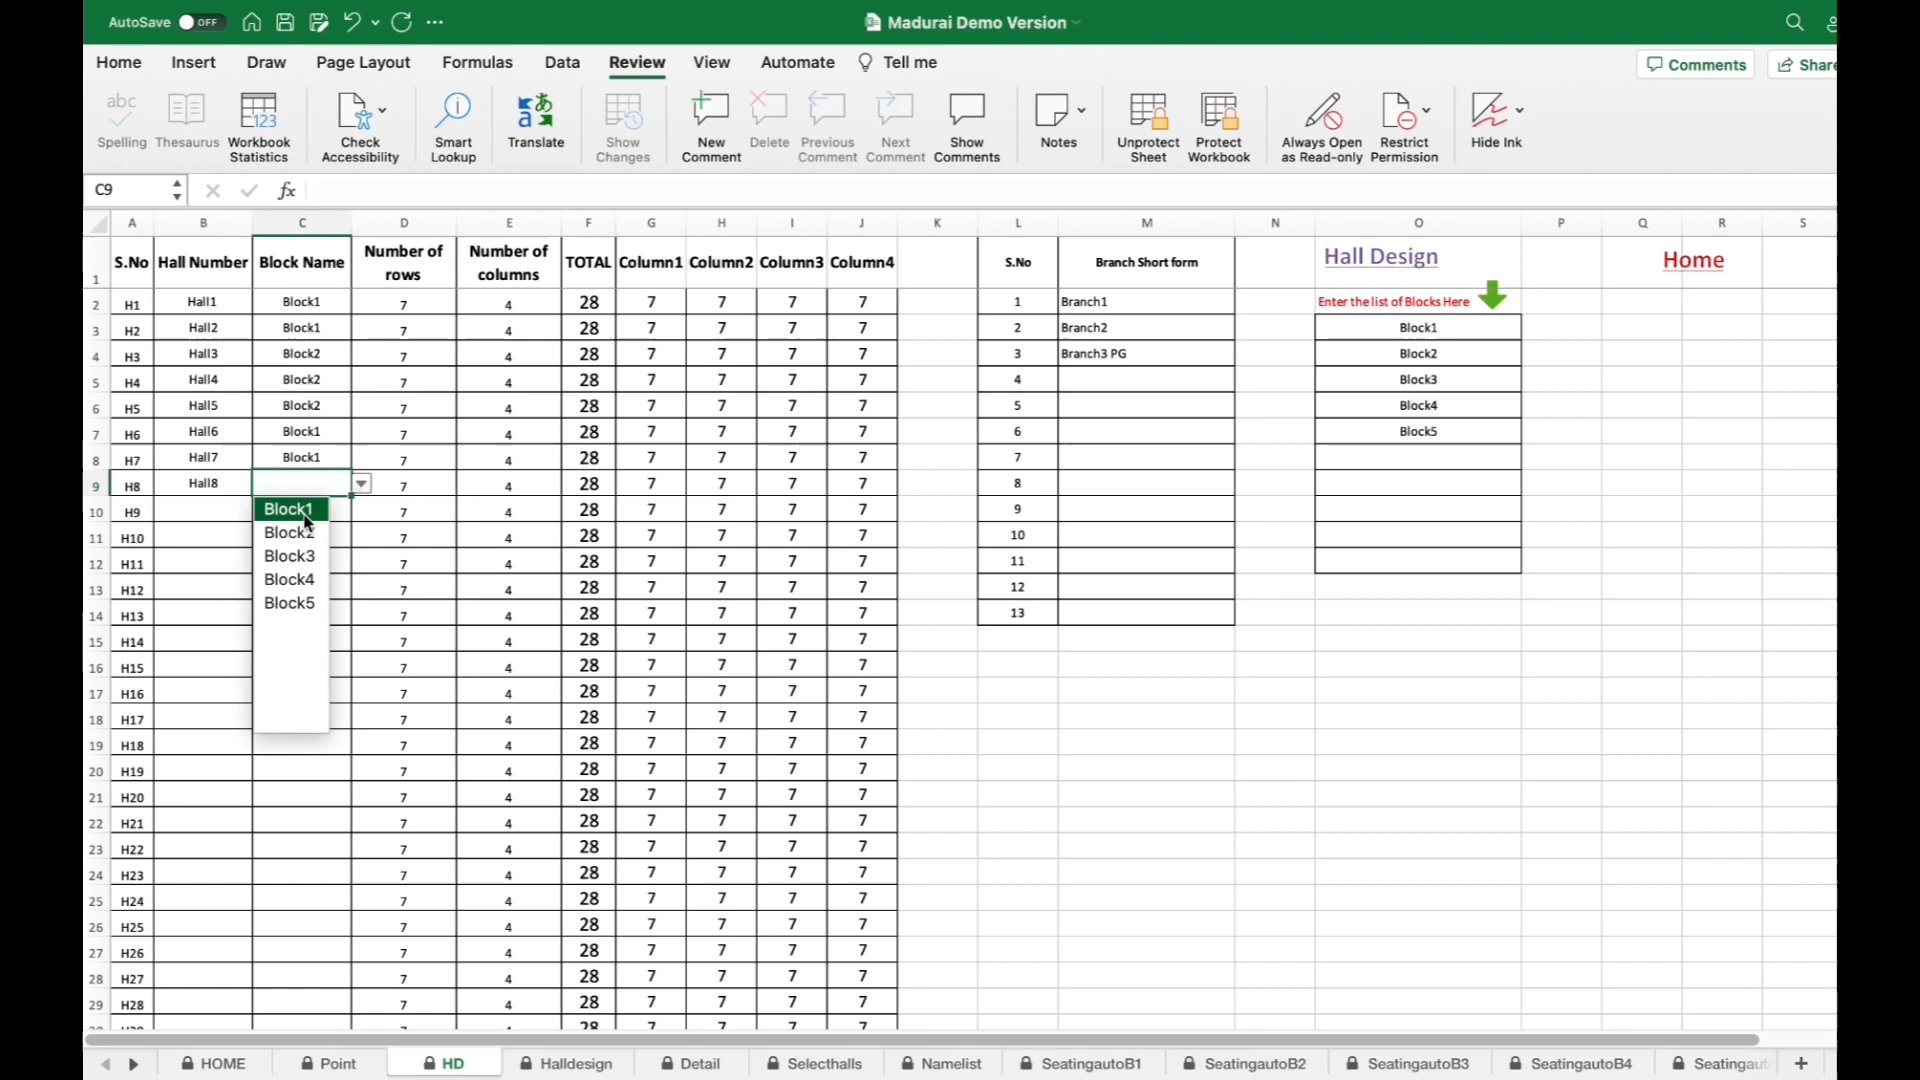 AutoSave OFF
Madurai Demo Version
Home Insert Draw Page Layout Formulas Data Review View Automate Tell me
Comments Share
Spelling Thesaurus Workbook Statistics Check Accessibility Smart Lookup Translate Show Changes New Comment Delete Previous Comment Next Comment Show Comments Notes Unprotect Sheet Protect Workbook Always Open as Read-only Restrict Permission Hide Ink
C9 fx
A B C D E F G H I J K L M N O P Q R S
1 S.No Hall Number Block Name Number of rows Number of columns TOTAL Column1 Column2 Column3 Column4 S.No Branch Short form Hall Design Home
2 H1 Hall1 Block1 7 4 28 7 7 7 7 1 Branch1 Enter the list of Blocks Here
3 H2 Hall2 Block1 7 4 28 7 7 7 7 2 Branch2 Block1
4 H3 Hall3 Block2 7 4 28 7 7 7 7 3 Branch3 PG Block2
5 H4 Hall4 Block2 7 4 28 7 7 7 7 4 Block3
6 H5 Hall5 Block2 7 4 28 7 7 7 7 5 Block4
7 H6 Hall6 Block1 7 4 28 7 7 7 7 6 Block5
8 H7 Hall7 Block1 7 4 28 7 7 7 7 7
9 H8 Hall8 7 4 28 7 7 7 7 8
10 H9 Block1 7 4 28 7 7 7 7 9
11 H10 Block2 7 4 28 7 7 7 7 10
12 H11 Block3 7 4 28 7 7 7 7 11
13 H12 Block4 7 4 28 7 7 7 7 12
14 H13 Block5 7 4 28 7 7 7 7 13
15 H14 7 4 28 7 7 7 7
16 H15 7 4 28 7 7 7 7
17 H16 7 4 28 7 7 7 7
18 H17 7 4 28 7 7 7 7
19 H18 7 4 28 7 7 7 7
20 H19 7 4 28 7 7 7 7
21 H20 7 4 28 7 7 7 7
22 H21 7 4 28 7 7 7 7
23 H22 7 4 28 7 7 7 7
24 H23 7 4 28 7 7 7 7
25 H24 7 4 28 7 7 7 7
26 H25 7 4 28 7 7 7 7
27 H26 7 4 28 7 7 7 7
28 H27 7 4 28 7 7 7 7
29 H28 7 4 28 7 7 7 7
HOME Point HD Halldesign Detail Selecthalls Namelist SeatingautoB1 SeatingautoB2 SeatingautoB3 SeatingautoB4 Seatingaut